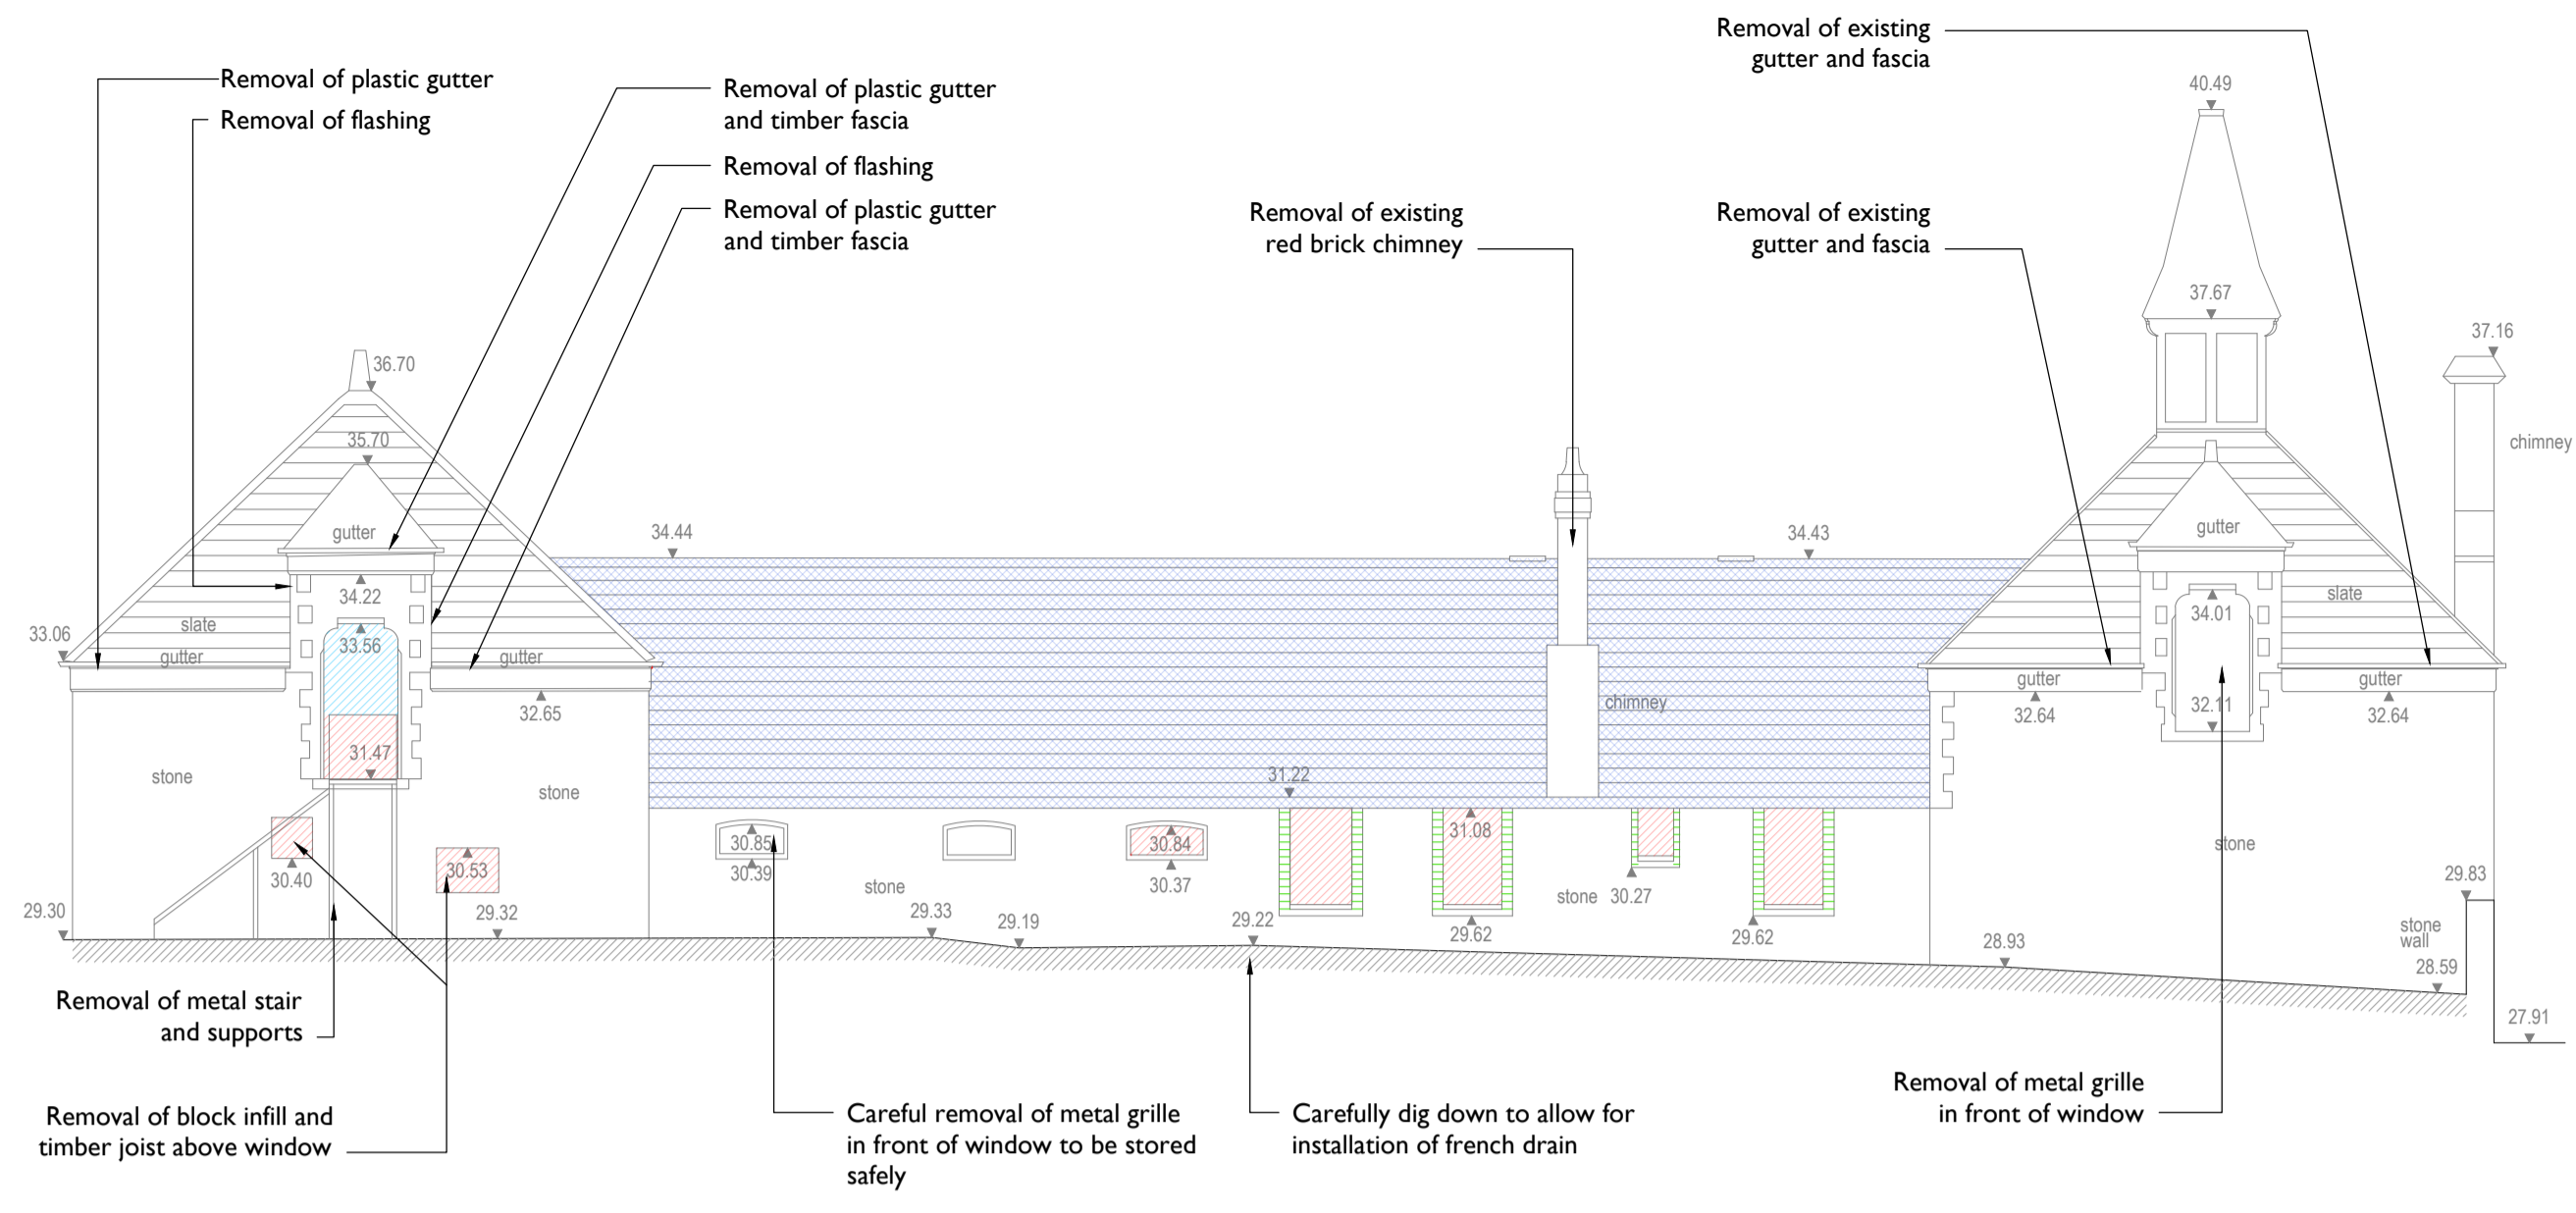 Removal of existing
gutter and fascia
Removal of plastic gutter
Removal of flashing
Removal of plastic gutter
and timber fascia
Removal of flashing
Removal of plastic gutter
and timber fascia
Removal of existing
red brick chimney
Removal of existing
gutter and fascia
40.49
37.67
37.16
36.70
35.70
chimney
gutter
gutter
34.44
34.43
34.22
33.56
34.01
slate
slate
33.06
gutter
gutter
gutter
gutter
32.65
32.64
32.11
32.64
chimney
31.47
stone
stone
31.22
30.85
30.39
30.84
30.37
31.08
stone
30.40
30.53
stone
stone
30.27
29.83
29.30
29.32
29.33
29.19
29.22
29.62
29.62
28.93
stone
wall
28.59
27.91
Removal of metal stair
and supports
Removal of block infill and
timber joist above window
Careful removal of metal grille
in front of window to be stored
safely
Carefully dig down to allow for
installation of french drain
Removal of metal grille
in front of window